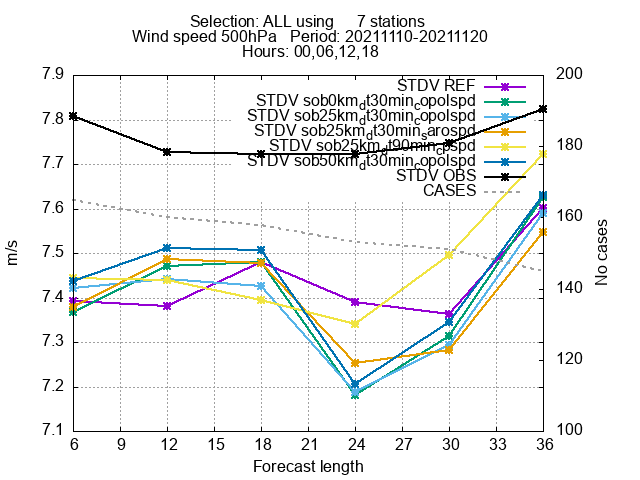 Selection: ALL using 7 stations
Wind speed 500hPa Period: 20211110-20211120
Hours: 00,06,12,18
7.9
7.8
7.7
7.6
7.5
7.4
7.3
7.2
7.1
m/s
STDV REF
STDV sob0km_dt30min_copolspd
STDV sob25km_dt30min_copolspd
STDV sob25km_dt30min_sarospd
STDV sob25km_dt90min_cpspd
STDV sob50km_dt30min_copolspd
STDV OBS
CASES
200
180
160
140
120
100
No cases
6 9 12 15 18 21 24 27 30 33 36
Forecast length